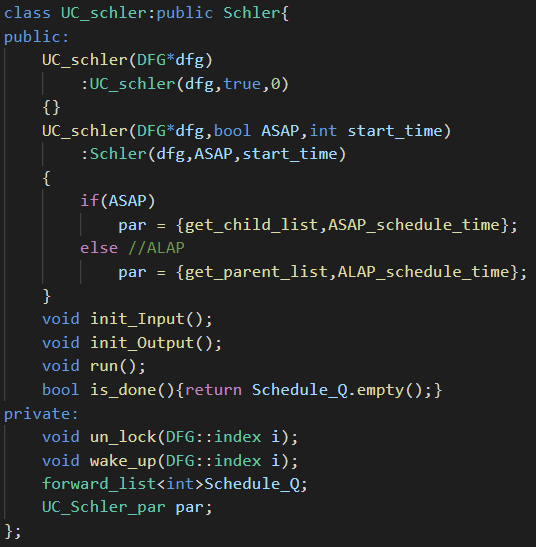 class UC_schler:public Schler{
public:
    UC_schler(DFG*dfg)
        :UC_schler(dfg,true,0)
    {}
    UC_schler(DFG*dfg,bool ASAP,int start_time)
        :Schler(dfg,ASAP,start_time)
    {
        if(ASAP)
            par = {get_child_list,ASAP_schedule_time};
        else //ALAP
            par = {get_parent_list,ALAP_schedule_time};
    }
    void init_Input();
    void init_Output();
    void run();
    bool is_done(){return Schedule_Q.empty();}
private:
    void un_lock(DFG::index i);
    void wake_up(DFG::index i);
    forward_list<int>Schedule_Q;
    UC_Schler_par par;
};